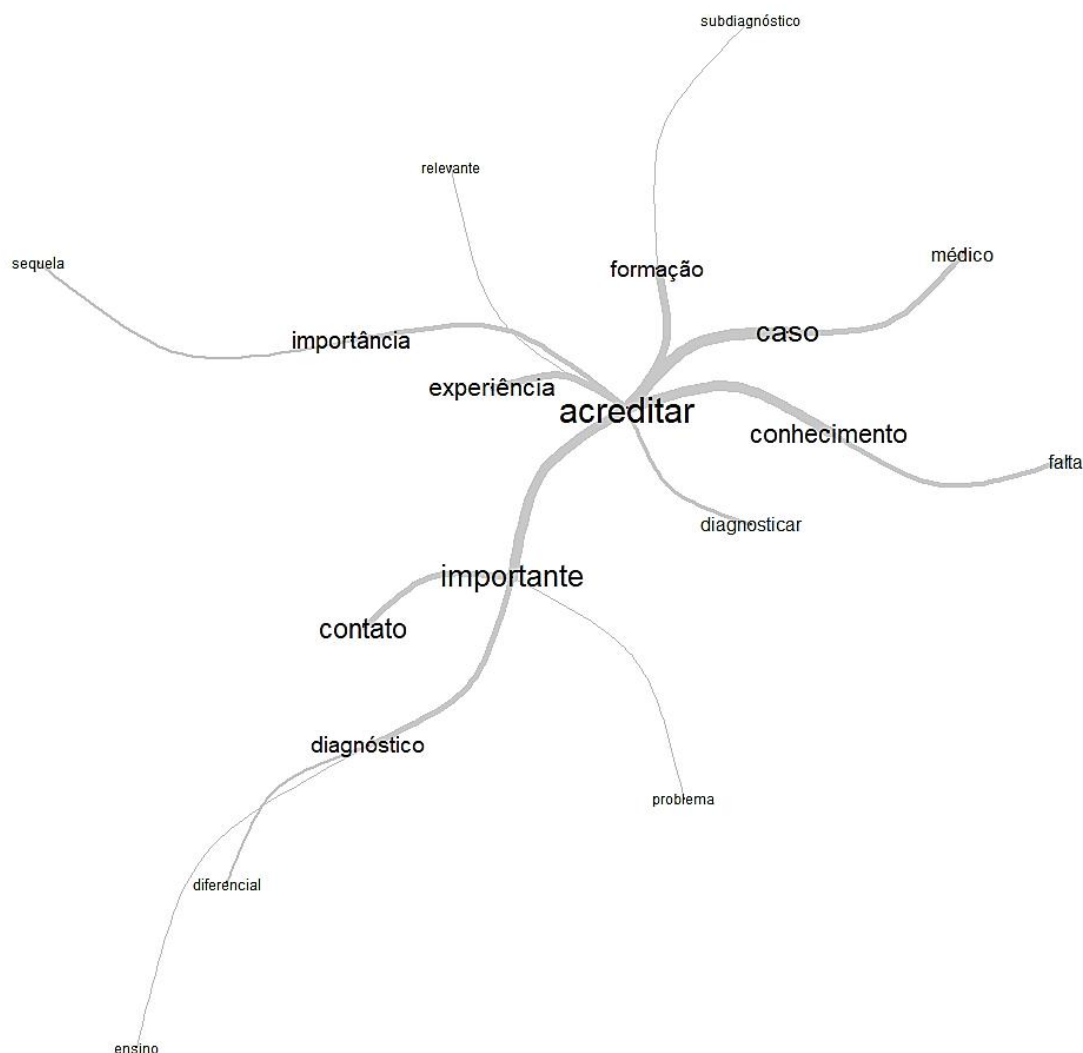 subdiagnóstico
relevante
médico
sequela
formação
caso
importância
experiência
acreditar
conhecimento
falta
diagnosticar
importante
contato
diagnóstico
problema
diferencial
ensino